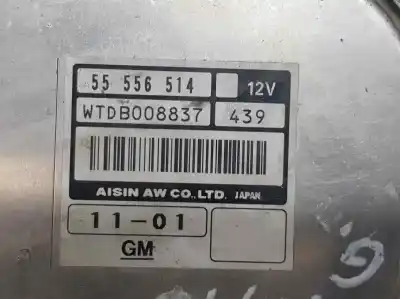 55 556 514 12V
WTDB008837 439
AISIN AW CO.,LTD. JAPAN
11-01
GM